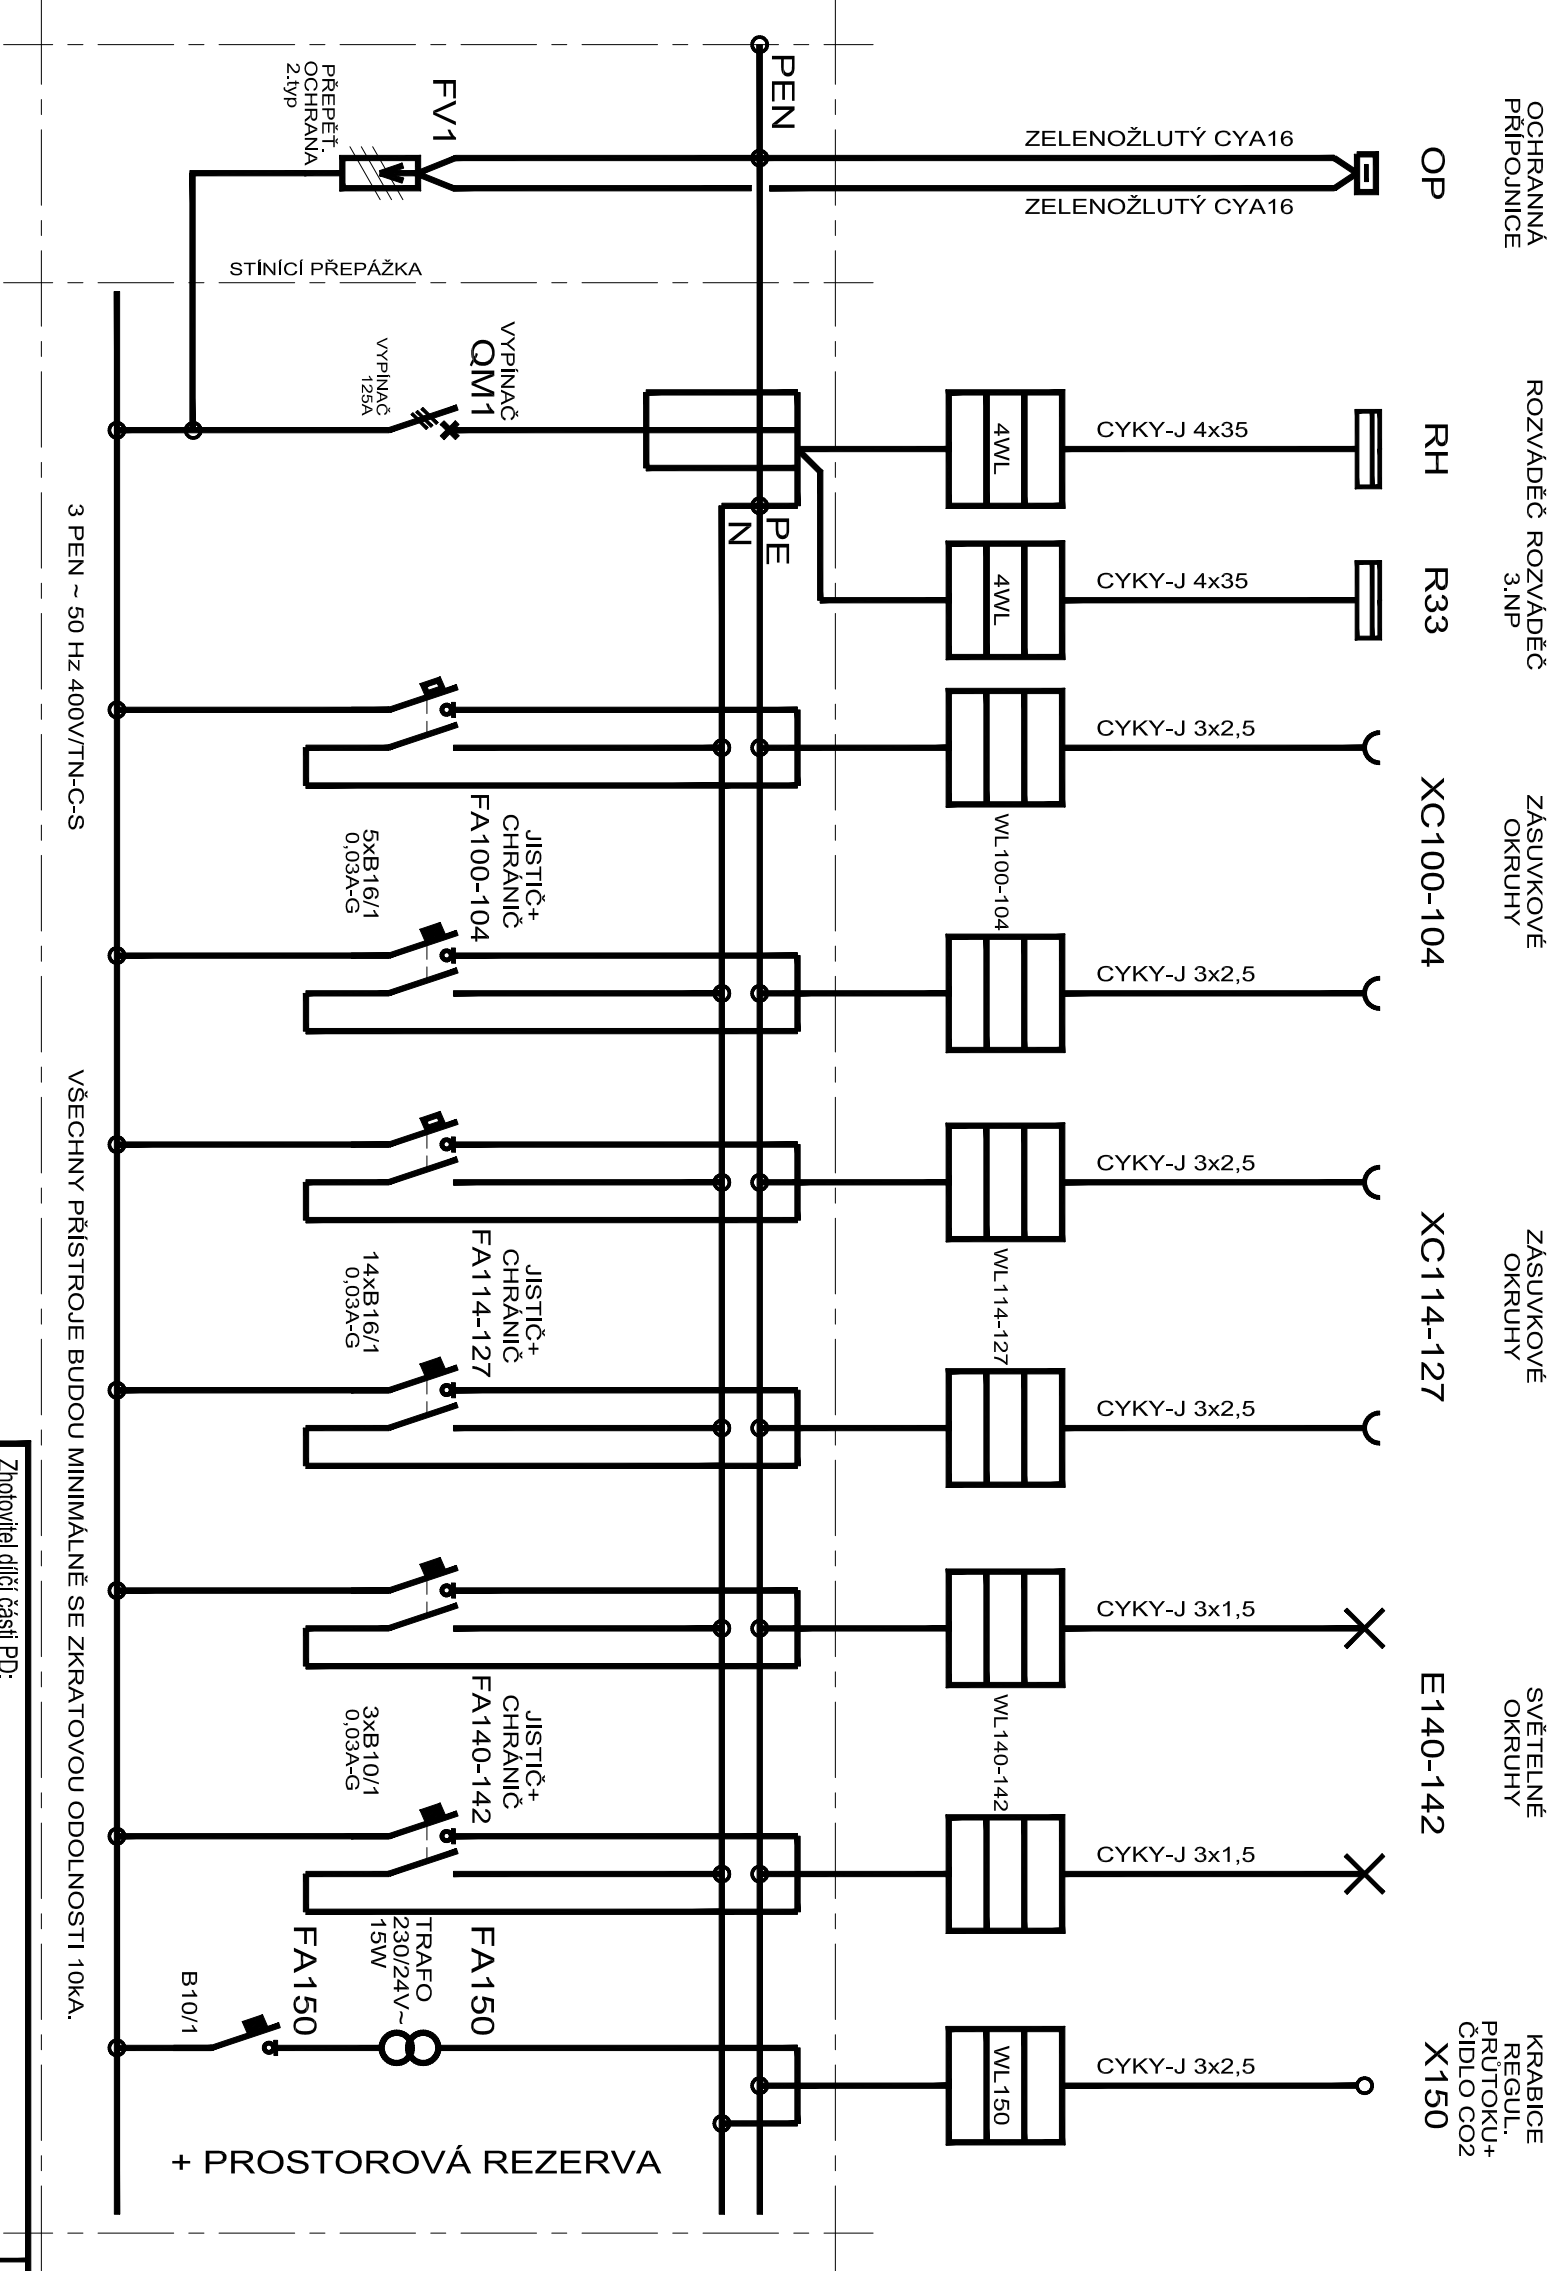 OCHRANNÁ
PŘÍPOJNICE
OP
ROZVÁDĚČ
RH
ROZVÁDĚČ
3.NP
R33
ZÁSUVKOVÉ
OKRUHY
XC100-104
ZÁSUVKOVÉ
OKRUHY
XC114-127
SVĚTELNÉ
OKRUHY
E140-142
KRABICE
REGUL.
PRŮTOKU+
ČIDLO CO2
X150
ZELENOŽLUTÝ CYA16
ZELENOŽLUTÝ CYA16
CYKY-J 4x35
CYKY-J 4x35
CYKY-J 3x2,5
CYKY-J 3x2,5
CYKY-J 3x2,5
CYKY-J 3x2,5
CYKY-J 3x1,5
CYKY-J 3x1,5
CYKY-J 3x2,5
4WL
4WL
WL100-104
WL114-127
WL140-142
WL150
PEN
PE
N
FV1
PŘEPĚŤ.
OCHRANA
2.typ
STÍNÍCÍ PŘEPÁŽKA
VYPÍNAČ
QM1
VYPÍNAČ
125A
JISTIČ+
CHRÁNIČ
FA100-104
5xB16/1
0,03A-G
JISTIČ+
CHRÁNIČ
FA114-127
14xB16/1
0,03A-G
JISTIČ+
CHRÁNIČ
FA140-142
3xB10/1
0,03A-G
FA150
TRAFO
230/24V~
15W
FA150
B10/1
+ PROSTOROVÁ REZERVA
3 PEN ~ 50 Hz 400V/TN-C-S
VŠECHNY PŘÍSTROJE BUDOU MINIMÁLNĚ SE ZKRATOVOU ODOLNOSTI 10kA.
Zhotovitel dílčí části PD: